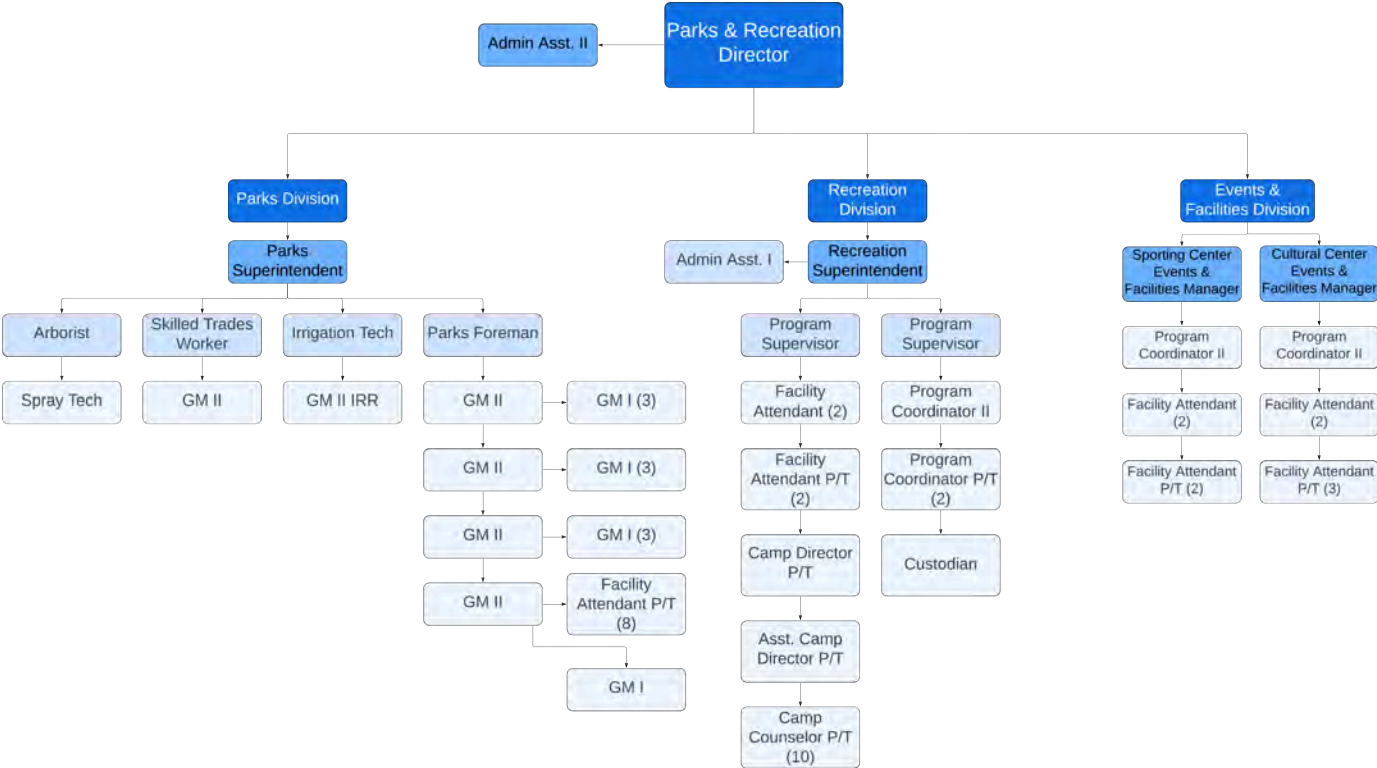 Parks & Recreation
Director
Admin Asst. II
Parks Division
Recreation
Division
Events &
Facilities Division
Parks
Superintendent
Admin Asst. I
Recreation
Superintendent
Sporting Center
Events &
Facilities Manager
Cultural Center
Events &
Facilities Manager
Arborist
Skilled Trades
Worker
Irrigation Tech
Parks Foreman
Program
Supervisor
Program
Supervisor
Program
Coordinator II
Program
Coordinator II
Spray Tech
GM II
GM II IRR
GM II
GM I (3)
Facility
Attendant (2)
Program
Coordinator II
Facility Attendant
(2)
Facility Attendant
(2)
GM II
GM I (3)
Facility
Attendant P/T
(2)
Program
Coordinator P/T
(2)
Facility Attendant
P/T (2)
Facility Attendant
P/T (3)
GM II
GM I (3)
Camp Director
P/T
Custodian
GM II
Facility
Attendant P/T
(8)
Asst. Camp
Director P/T
GM I
Camp
Counselor P/T
(10)